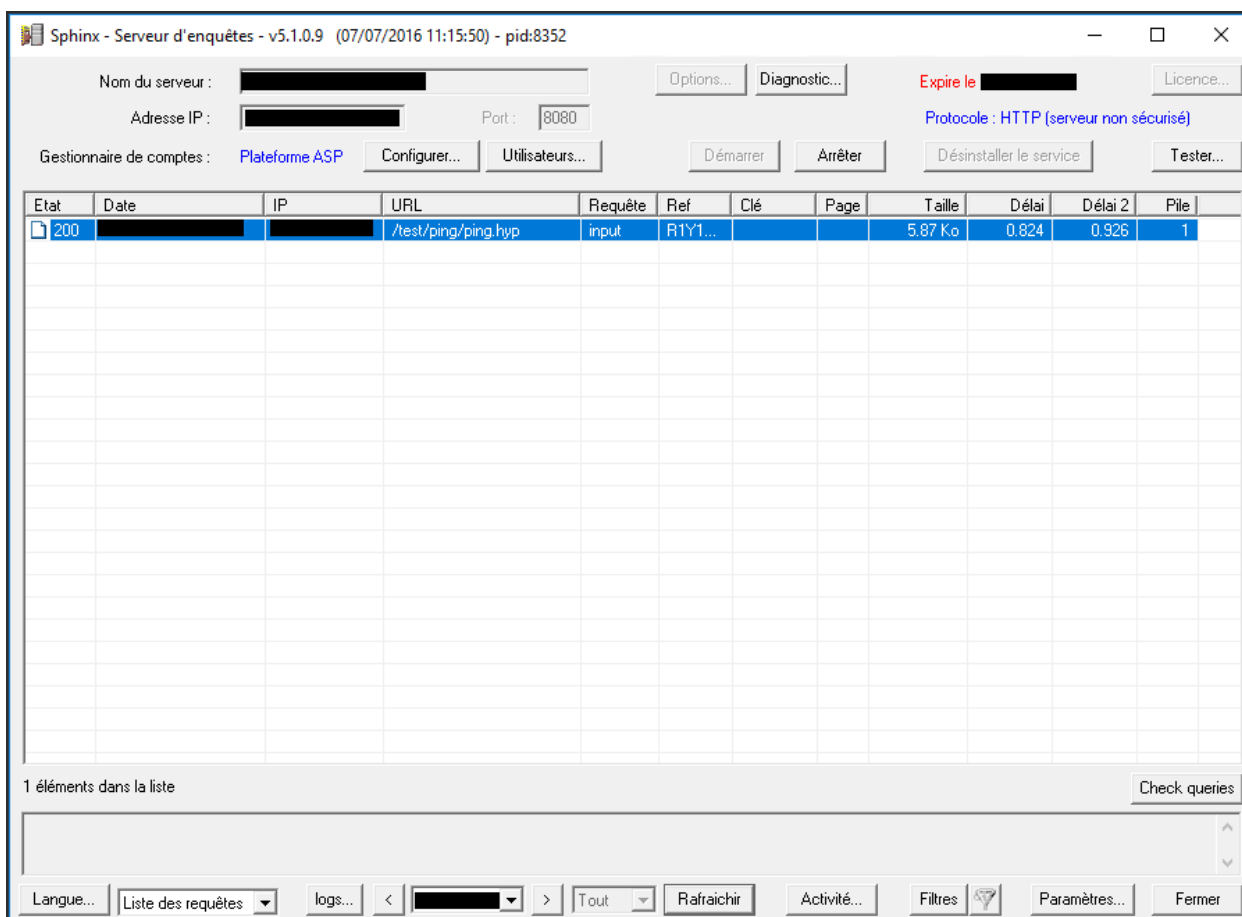 Sphinx - Serveur d'enquêtes - v5.1.0.9 (07/07/2016 11:15:50) - pid:8352
Nom du serveur : Options... Diagnostic... Expire le Licence...
Adresse IP : Port : 8080 Protocole : HTTP (serveur non sécurisé)
Gestionnaire de comptes : Plateforme ASP Configurer... Utilisateurs... Démarrer Arrêter Désinstaller le service Tester...
Etat Date IP URL Requête Ref Clé Page Taille Délai Délai 2 Pile
200 /test/ping/ping.hyp input R1Y1... 5.87 Ko 0.824 0.926 1
1 éléments dans la liste
Check queries
Langue... Liste des requêtes logs... < > Tout Rafraichir Activité... Filtres Paramètres... Fermer